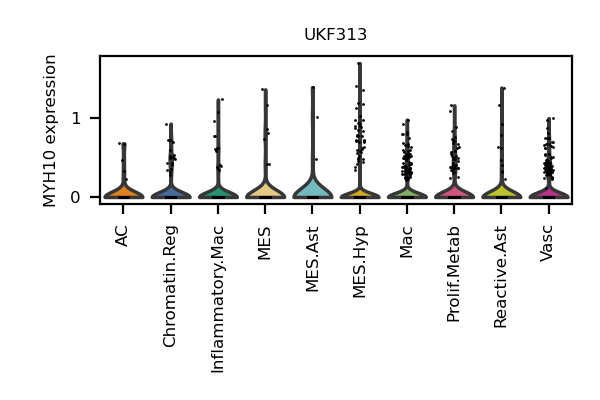 UKF313
MYH10 expression
1
0
AC
Chromatin.Reg
Inflammatory.Mac
MES
MES.Ast
MES.Hyp
Mac
Prolif.Metab
Reactive.Ast
Vasc